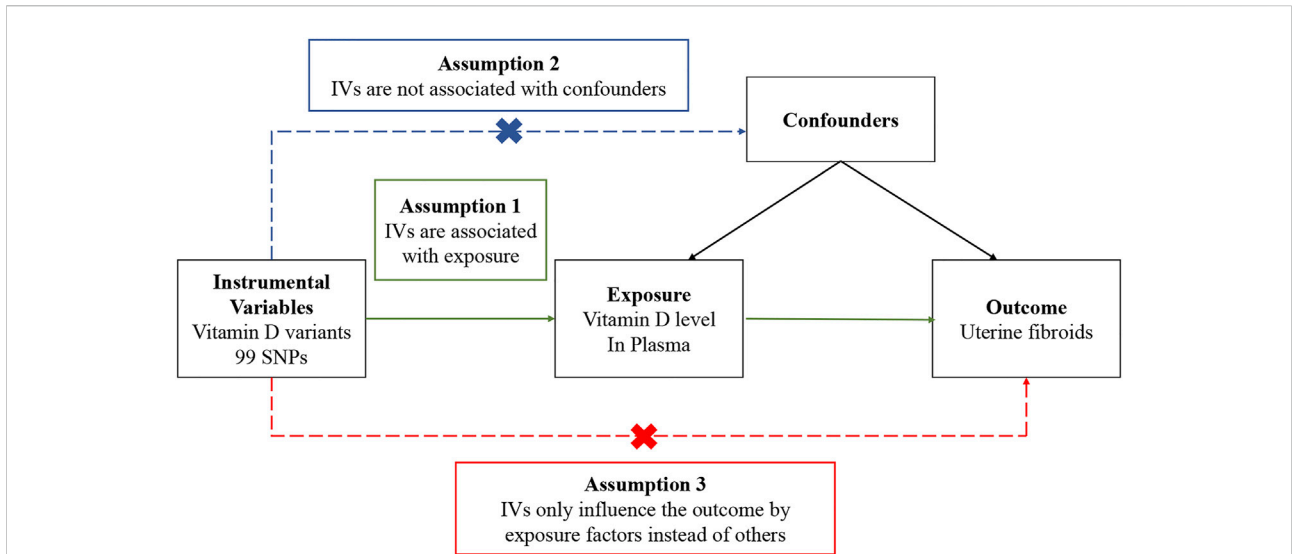 Assumption 2
IVs are not associated with confounders
Confounders
Assumption 1
IVs are associated
with exposure
Instrumental
Variables
Vitamin D variants
99 SNPs
Exposure
Vitamin D level
In Plasma
Outcome
Uterine fibroids
Assumption 3
IVs only influence the outcome by
exposure factors instead of others